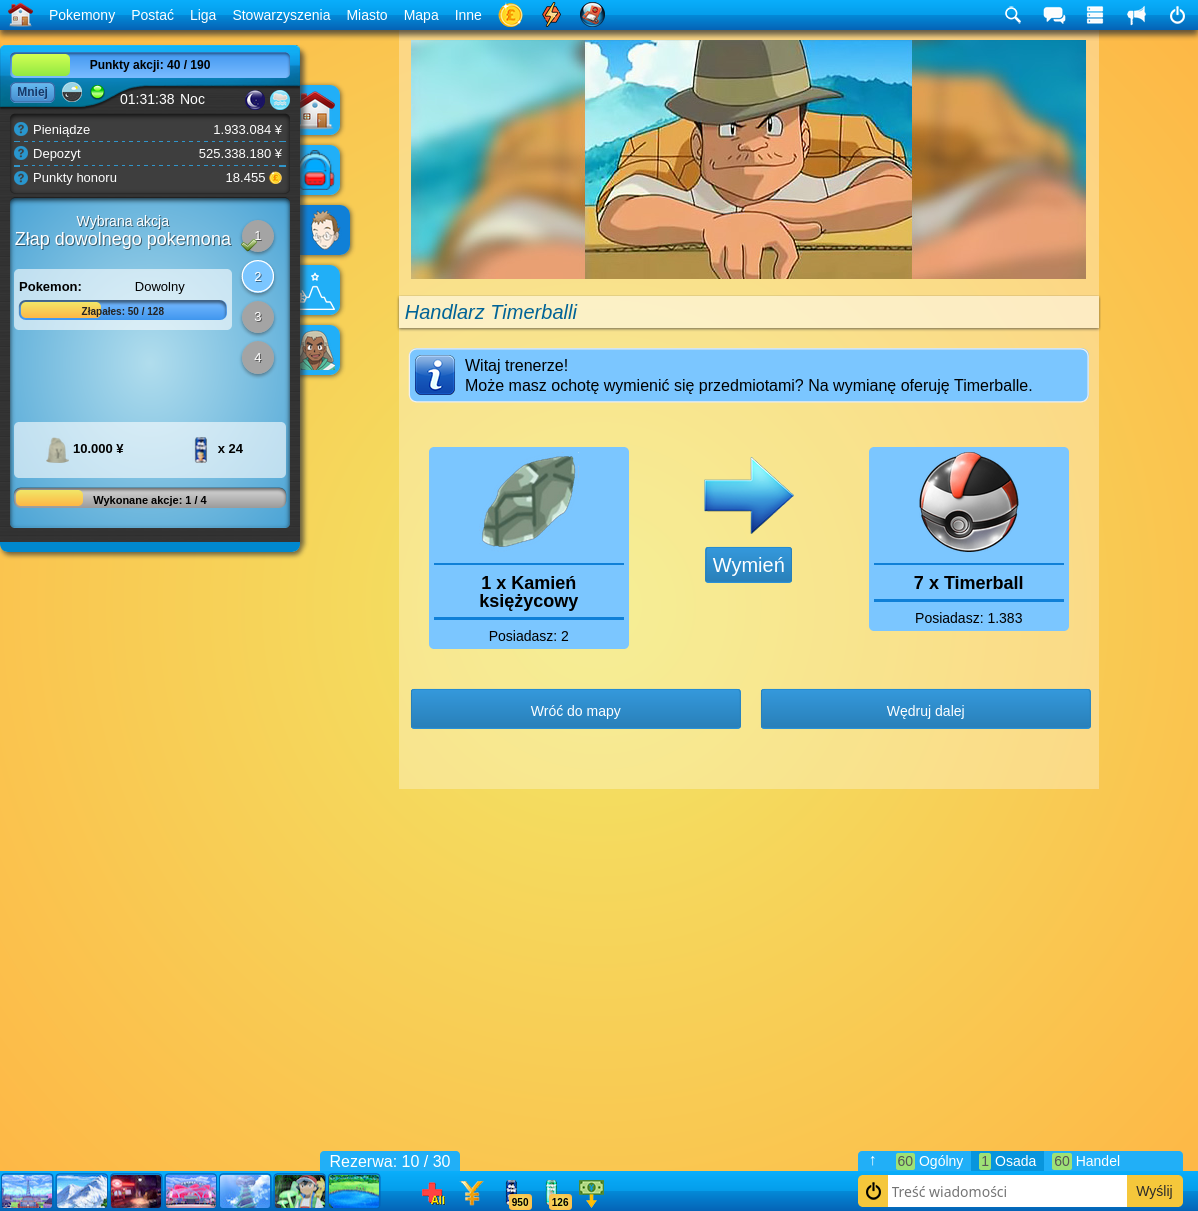 Pokemony Postać Liga Stowarzyszenia Miasto Mapa Inne
Punkty akcji: 40 / 190
Mniej
01:31:38 Noc
Pieniądze 1.933.084 ¥
Depozyt 525.338.180 ¥
Punkty honoru 18.455
Wybrana akcja
Złap dowolnego pokemona
1
2
3
4
Pokemon: Dowolny
Złapałes: 50 / 128
10.000 ¥ x 24
Wykonane akcje: 1 / 4
Handlarz Timerballi
Witaj trenerze!
Może masz ochotę wymienić się przedmiotami? Na wymianę oferuję Timerballe.
1 x Kamień
księżycowy
Posiadasz: 2
Wymień
7 x Timerball
Posiadasz: 1.383
Wróć do mapy
Wędruj dalej
Rezerwa: 10 / 30
All
950
126
↑ 60 Ogólny 1 Osada 60 Handel
Treść wiadomości
Wyślij